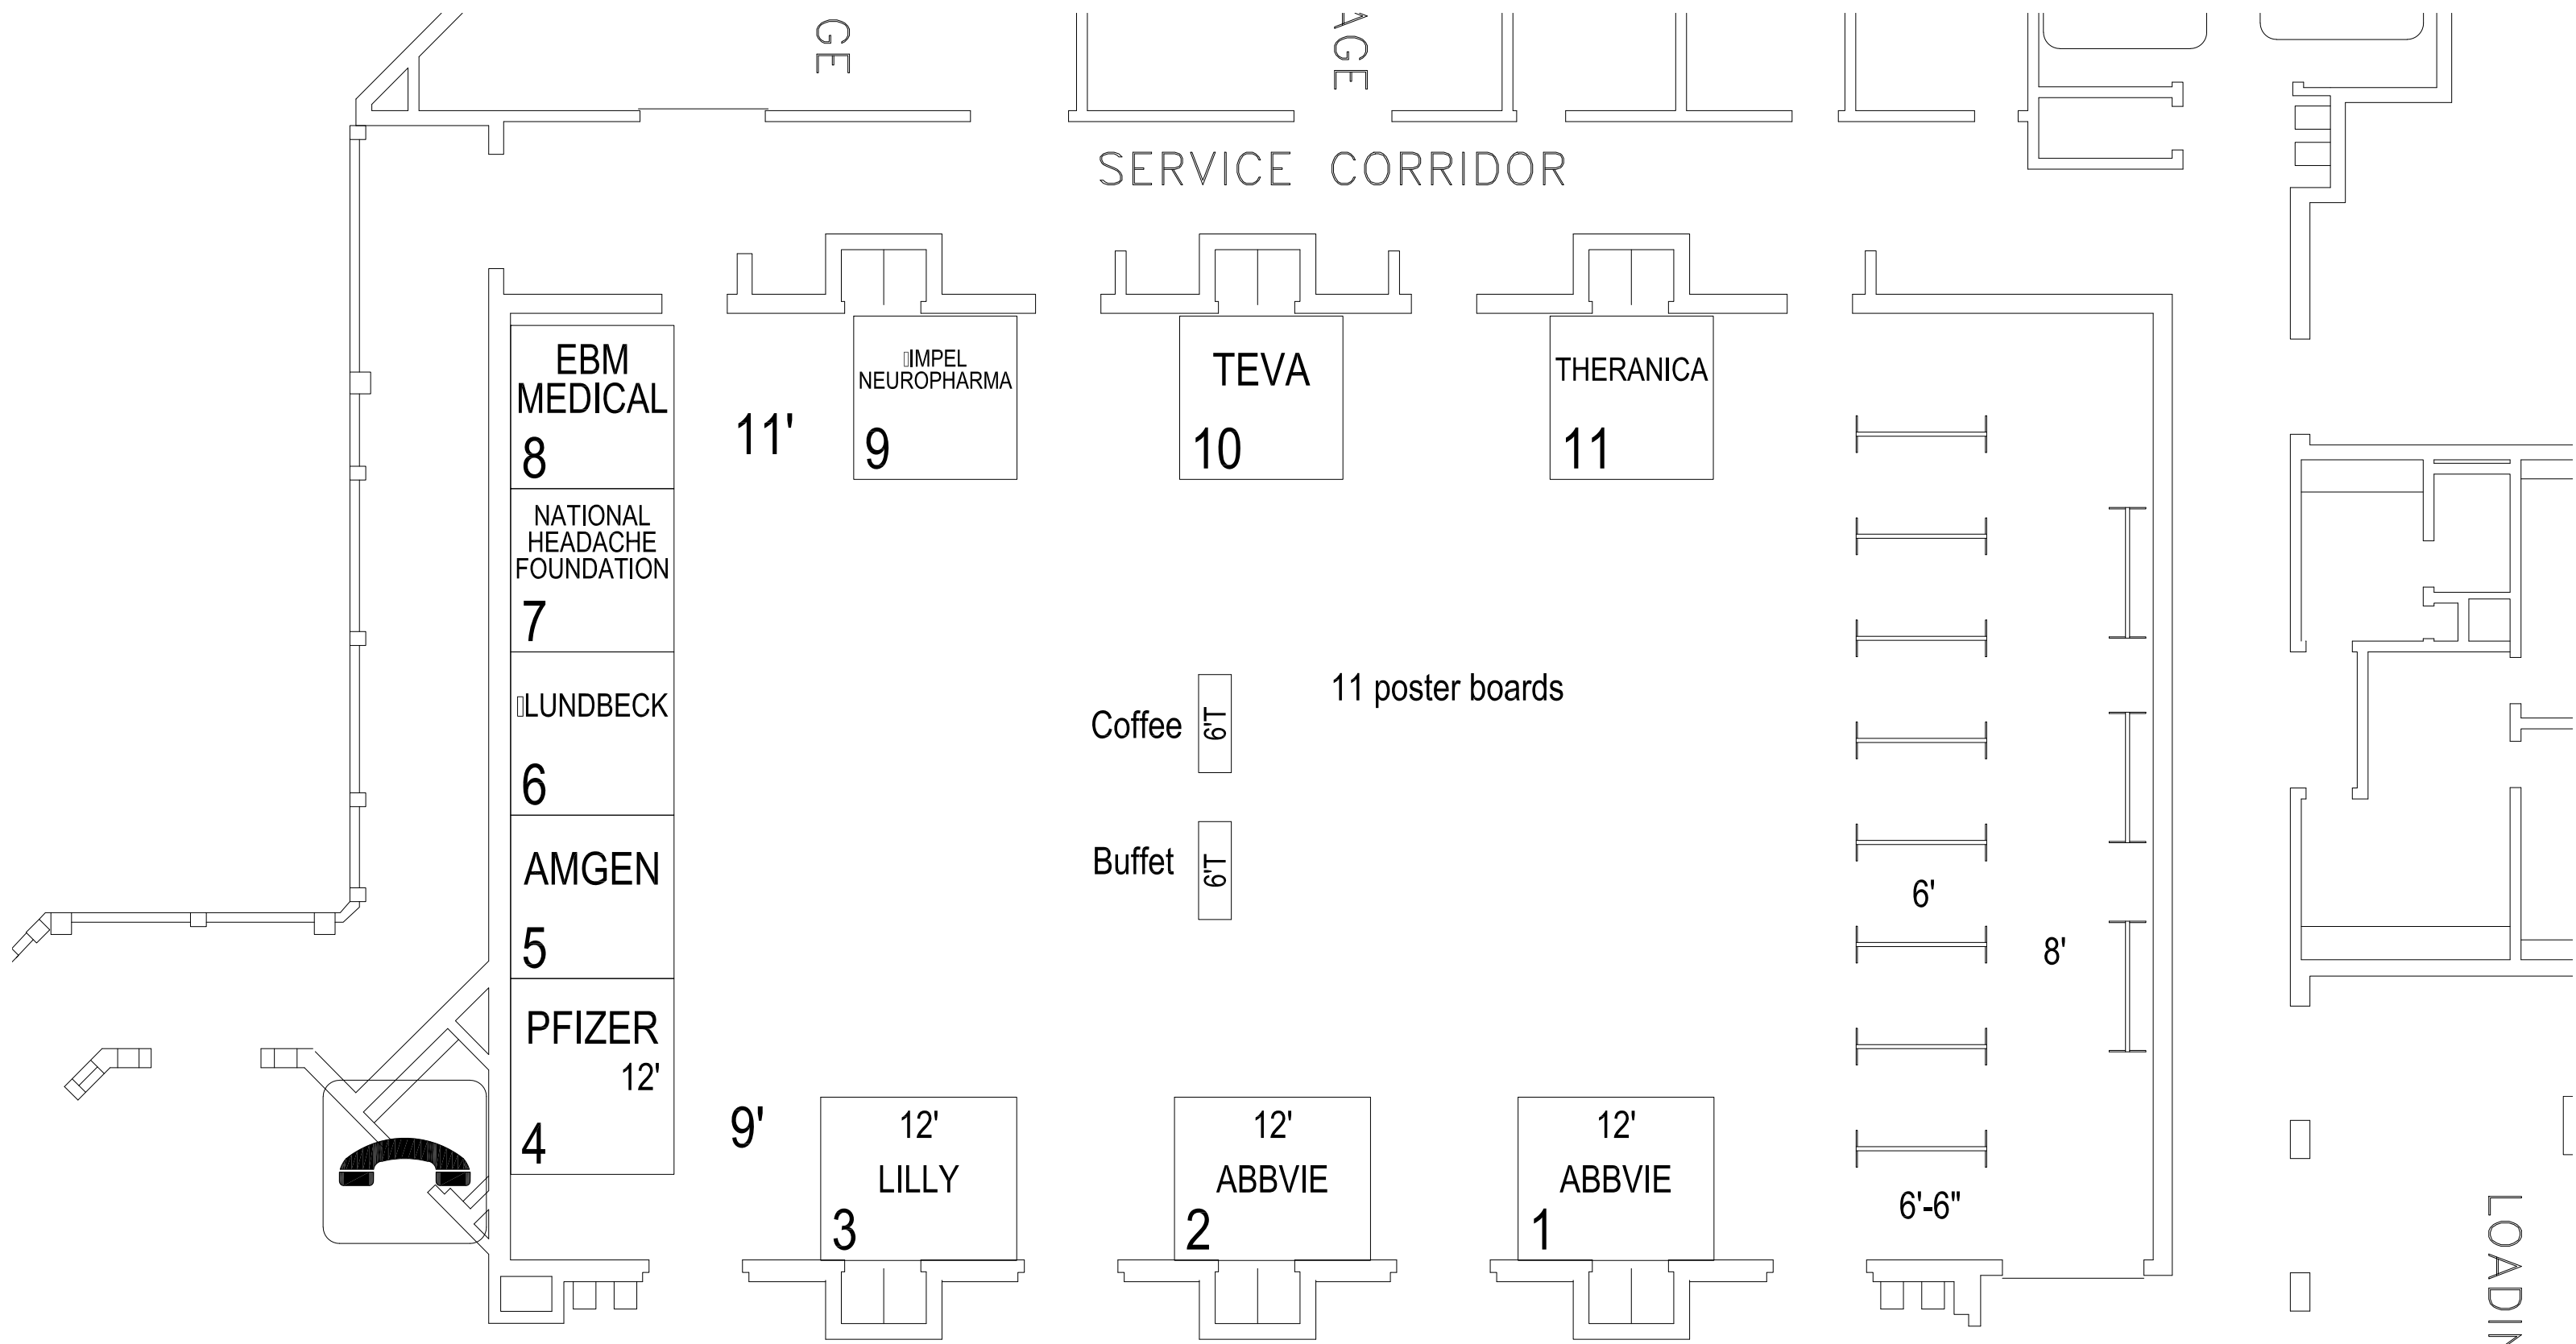 GE
AGE
SERVICE CORRIDOR
EBM
MEDICAL
8
11'
IMPEL
NEUROPHARMA
9
TEVA
10
THERANICA
11
NATIONAL
HEADACHE
FOUNDATION
7
LUNDBECK
6
Coffee
6'T
11 poster boards
Buffet
6'T
AMGEN
5
6'
8'
PFIZER
12'
4
9'
12'
LILLY
3
12'
ABBVIE
2
12'
ABBVIE
1
6'-6"
LOADIN